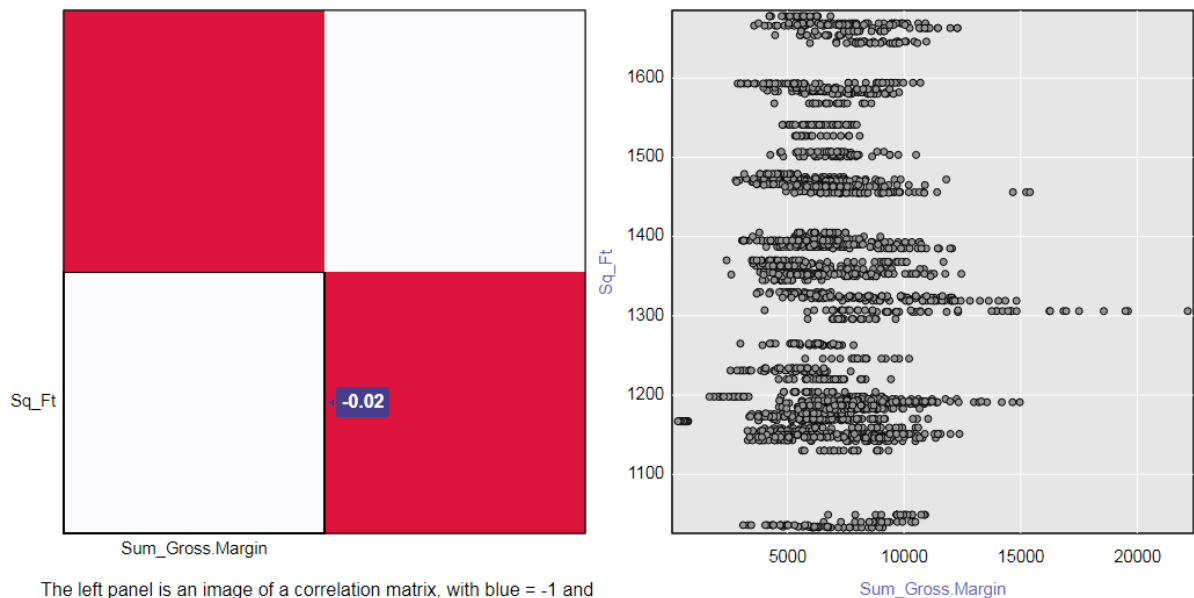 Sq_Ft
-0.02
Sum_Gross.Margin
The left panel is an image of a correlation matrix, with blue = -1 and
1600
1500
1400
1300
1200
1100
Sq_Ft
5000 10000 15000 20000
Sum_Gross.Margin